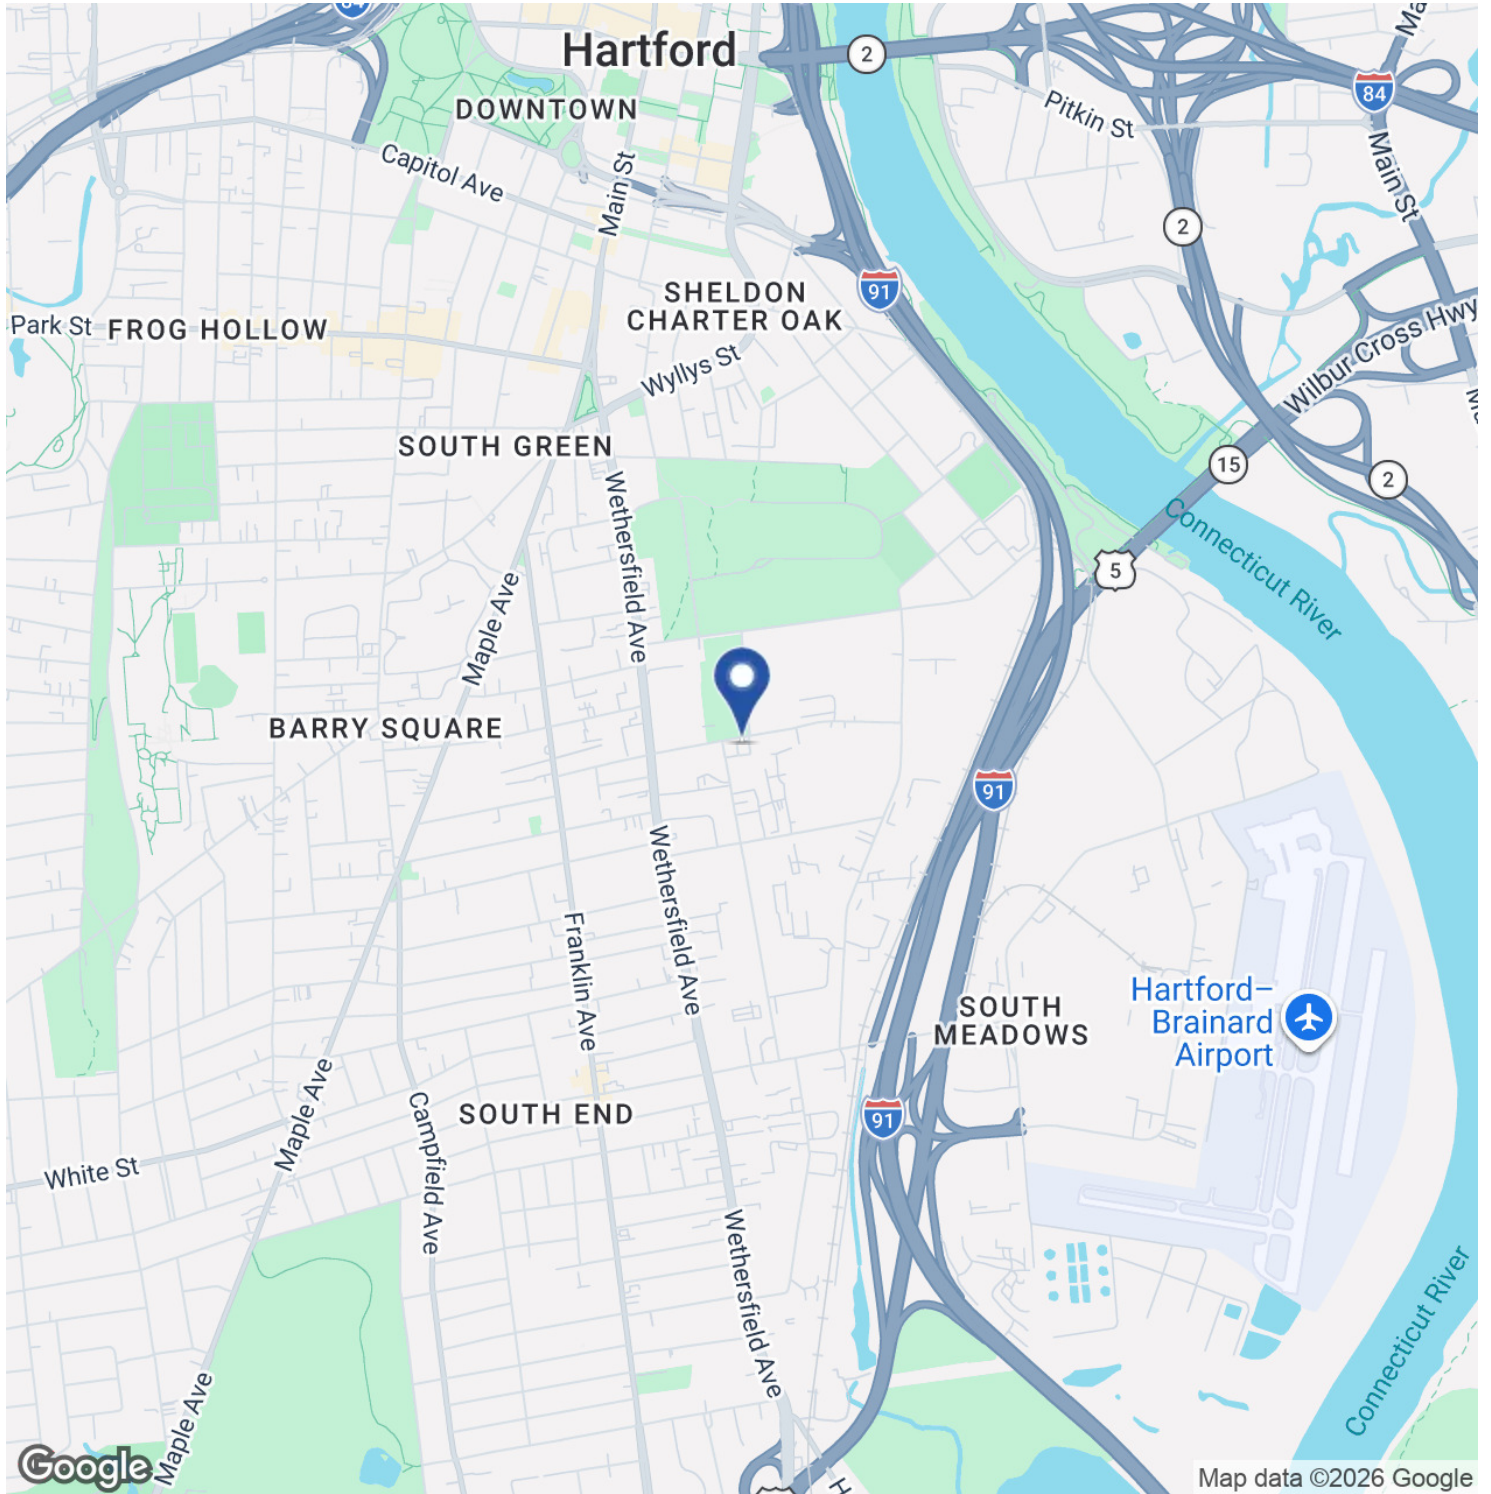 84
Hartford
2
Ma
DOWNTOWN
84
Pitkin St
Capitol Ave
Main St
Main St
2
SHELDON
CHARTER OAK
91
Park St
FROG HOLLOW
Wilbur Cross Hwy
Wyllys St
SOUTH GREEN
15
2
Wethersfield Ave
Connecticut River
5
Maple Ave
BARRY SQUARE
91
Wethersfield Ave
Franklin Ave
Hartford–
Brainard
Airport
SOUTH
MEADOWS
Maple Ave
Campfield Ave
SOUTH END
91
White St
Wethersfield Ave
Connecticut River
Maple Ave
Google
H
Map data ©2026 Google